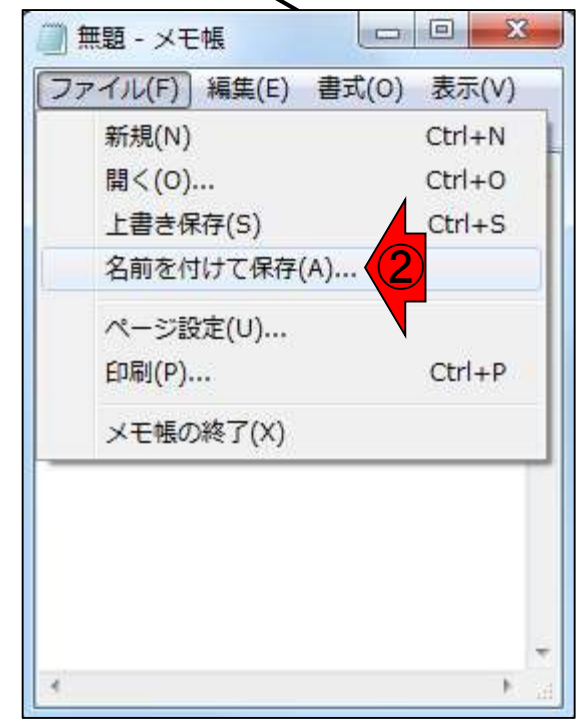 無題 - メモ帳
ファイル(F) 編集(E) 書式(O) 表示(V)
新規(N) Ctrl+N
開く(O)... Ctrl+O
上書き保存(S) Ctrl+S
名前を付けて保存(A)... ②
ページ設定(U)...
印刷(P)... Ctrl+P
メモ帳の終了(X)